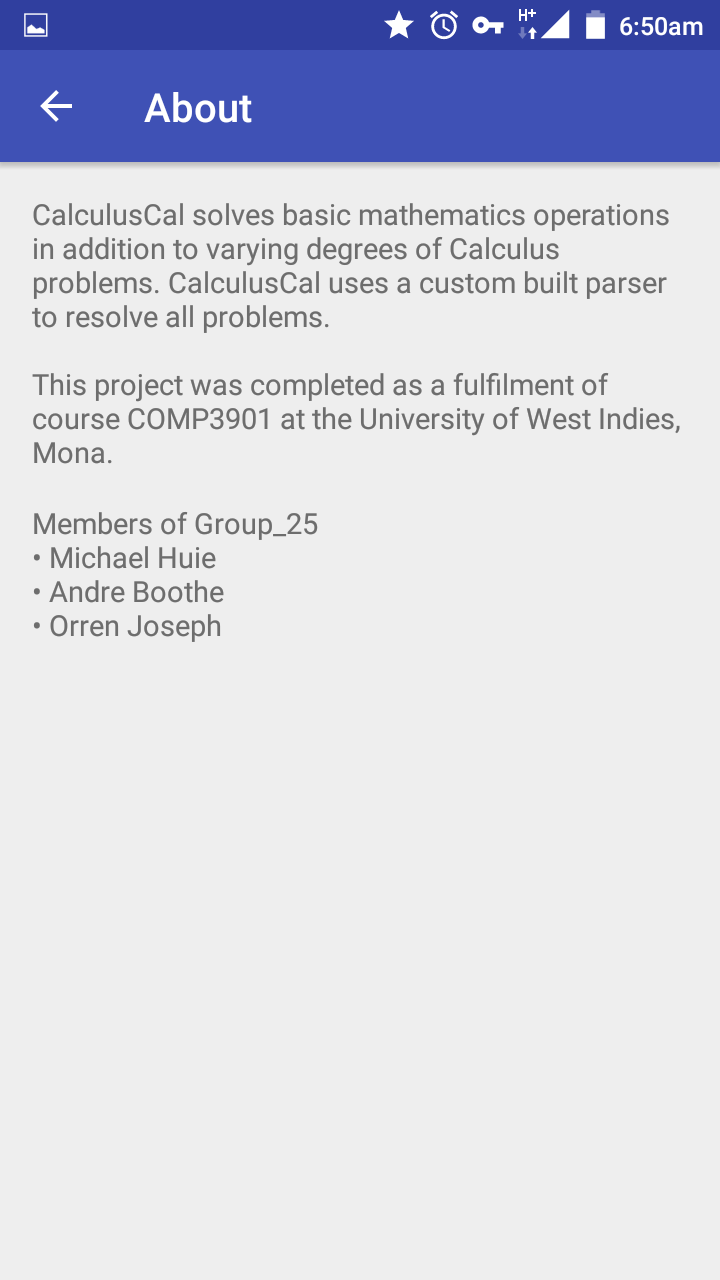 H+
6:50am
About
CalculusCal solves basic mathematics operations
in addition to varying degrees of Calculus
problems. CalculusCal uses a custom built parser
to resolve all problems.
This project was completed as a fulfilment of
course COMP3901 at the University of West Indies,
Mona.
Members of Group_25
• Michael Huie
• Andre Boothe
• Orren Joseph